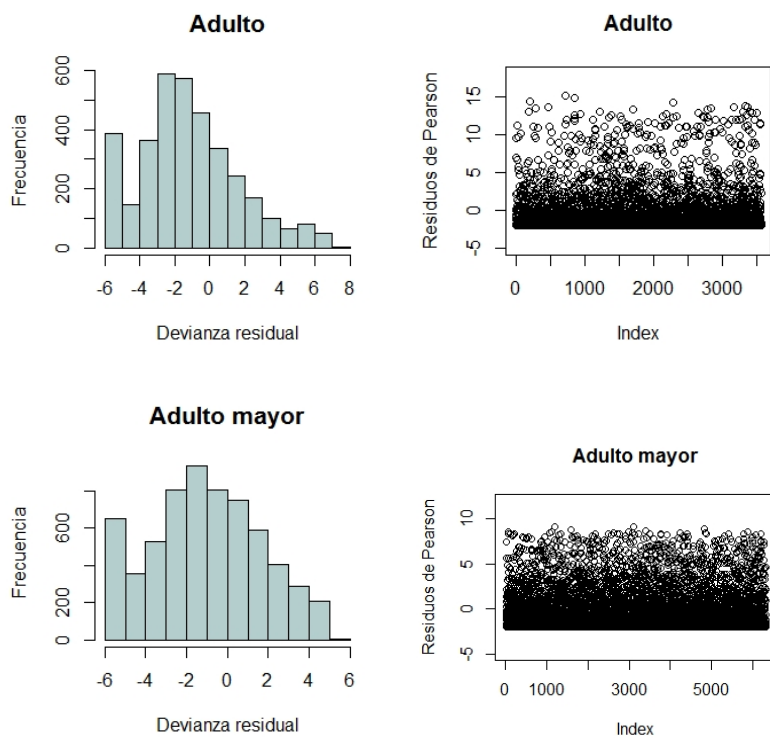 Adulto
Frecuencia
600
400
200
0
-6 -4 -2 0 2 4 6 8
Devianza residual
Adulto
Residuos de Pearson
15
10
5
0
-5
0 1000 2000 3000
Index
Adulto mayor
Frecuencia
600
200
0
-6 -4 -2 0 2 4 6
Devianza residual
Adulto mayor
Residuos de Pearson
10
5
0
-5
0 1000 3000 5000
Index